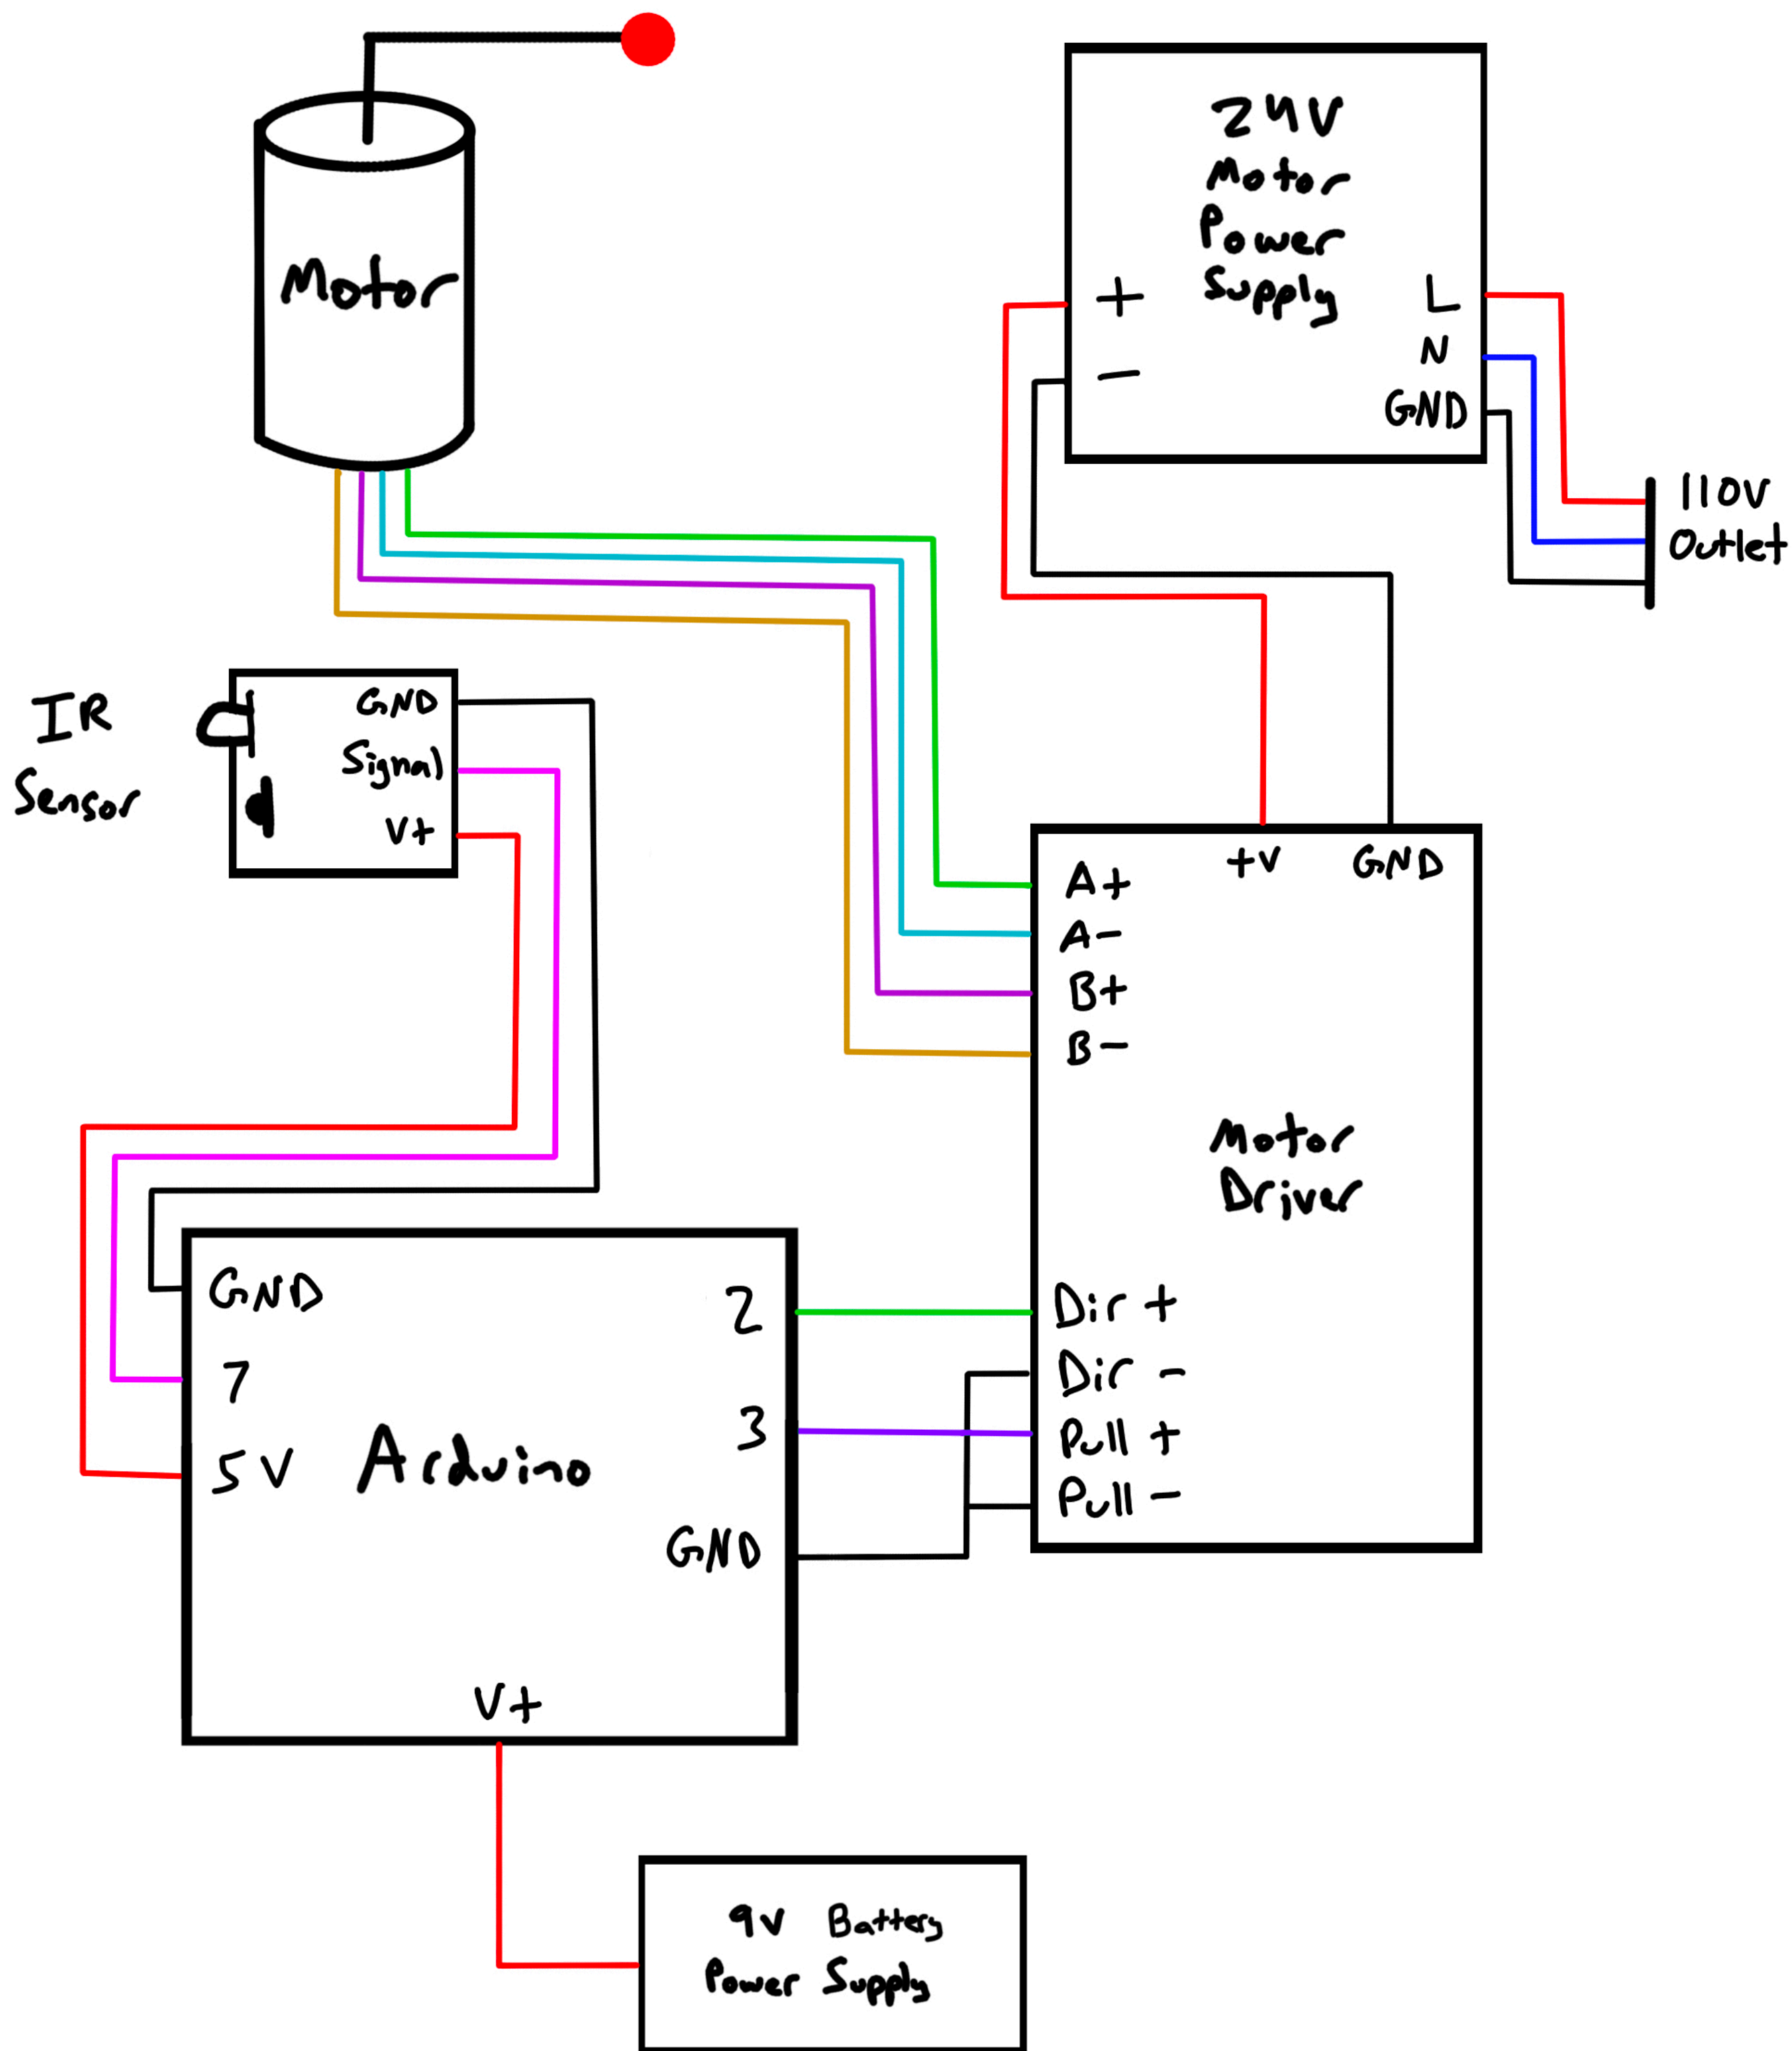 Motor
24V
Motor
Power
Supply
+
-
L
N
GND
110V
Outlet
IR
Sensor
GND
Signal
V+
+V
GND
A+
A-
B+
B-
Motor
Driver
Dir +
Dir -
Pull +
Pull -
GND
7
5V
Arduino
2
3
GND
V+
9v Battery
Power Supply